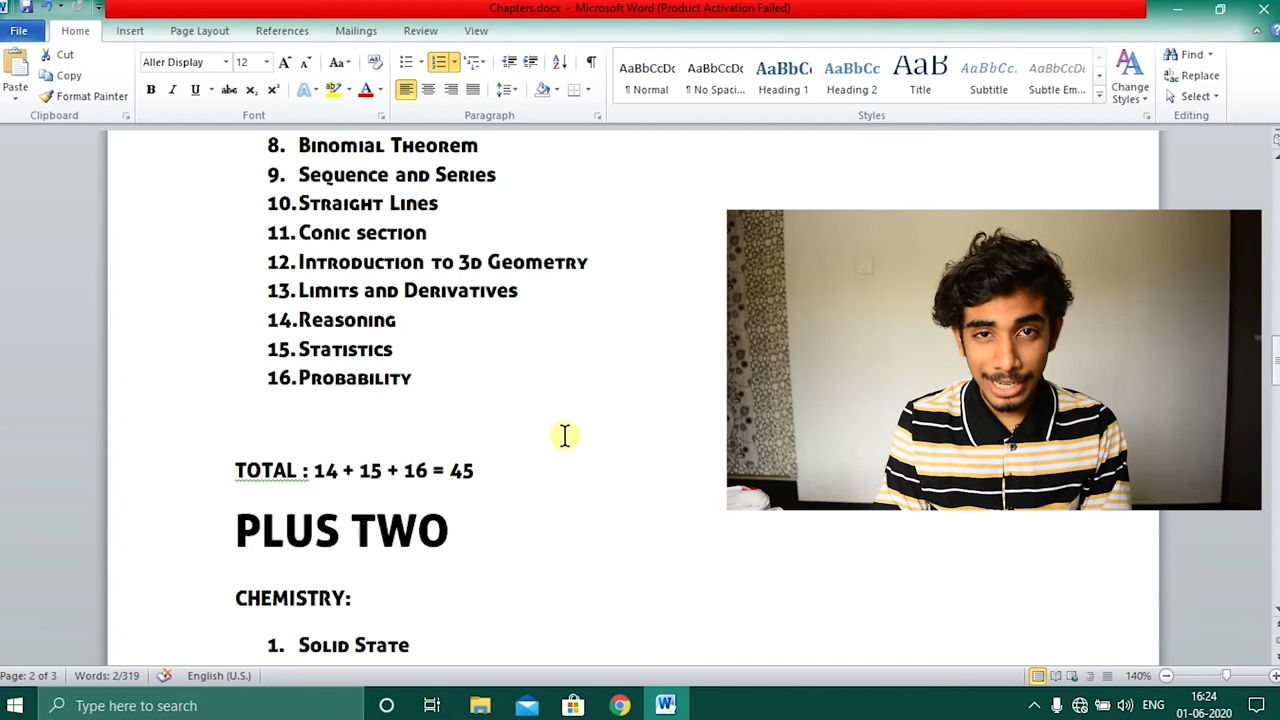 Chapters.docx - Microsoft Word (Product Activation Failed)
File Home Insert Page Layout References Mailings Review View
Cut
Copy
Format Painter
Paste
Clipboard
Aller Display 12
Font
Paragraph
AaBbCcDc AaBbCcDc AaBbC AaBbCc AaB AaBbCc. AaBbCcDc
¶ Normal ¶ No Spaci... Heading 1 Heading 2 Title Subtitle Subtle Em...
Change
Styles
Styles
Find
Replace
Select
Editing
8. Binomial Theorem
9. Sequence and Series
10. Straight Lines
11. Conic section
12. Introduction to 3d Geometry
13. Limits and Derivatives
14. Reasoning
15. Statistics
16. Probability
TOTAL : 14 + 15 + 16 = 45
PLUS TWO
CHEMISTRY:
1. Solid State
Page: 2 of 3 Words: 2/319 English (U.S.) 140%
Type here to search
ENG
16:24
01-06-2020